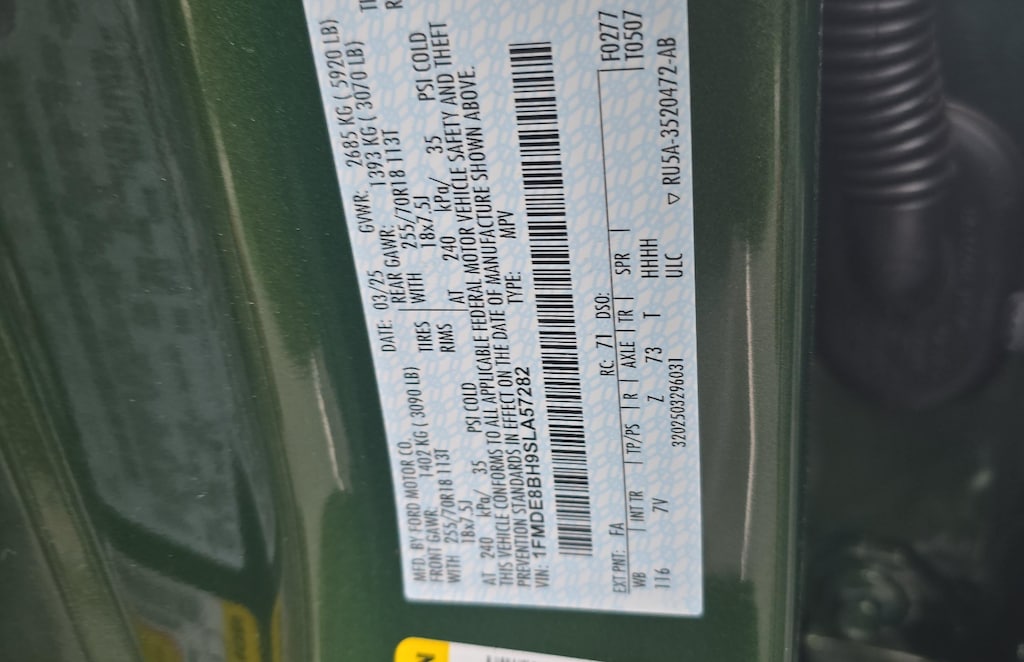 MFD. BY FORD MOTOR CO. DATE: 03/25 GVWR: 2685 KG ( 5920 LB)
FRONT GAWR: 1402 KG ( 3090 LB) REAR GAWR: 1393 KG ( 3070 LB)
WITH 255/70R18 113T TIRES WITH 255/70R18 113T
18x7.5J RIMS 18x7.5J
AT 240 kPa/ 35 PSI COLD AT 240 kPa/ 35 PSI COLD
THIS VEHICLE CONFORMS TO ALL APPLICABLE FEDERAL MOTOR VEHICLE SAFETY AND THEFT
PREVENTION STANDARDS IN EFFECT ON THE DATE OF MANUFACTURE SHOWN ABOVE.
VIN: 1FMDE8BH9SLA57282 TYPE: MPV
EXT PNT: FA RC: 71 DSO: F0277
WB INT TR TP/PS R AXLE TR SPR T0507
116 7V Z 73 T HHHH
3202503296031 ULC ▽ RU5A-3520472-AB